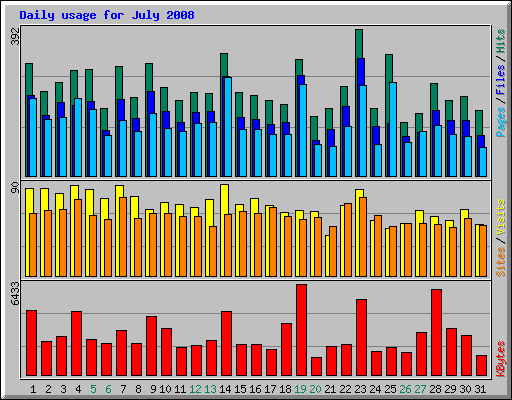 Daily usage for July 2008
392
Pages / Files / Hits
90
Sites / Visits
6433
KBytes
1 2 3 4 5 6 7 8 9 10 11 12 13 14 15 16 17 18 19 20 21 22 23 24 25 26 27 28 29 30 31